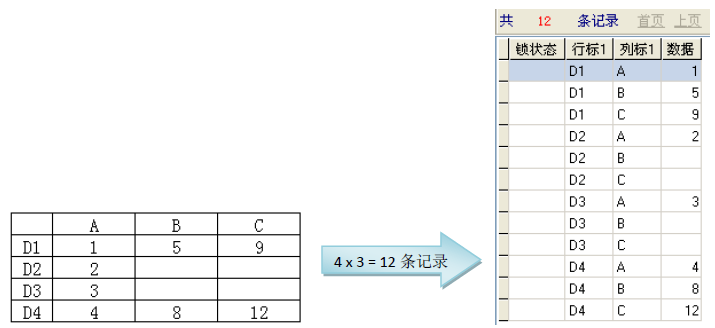 共 12 条记录 首页 上页
锁状态 行标1 列标1 数据
D1 A 1
D1 B 5
D1 C 9
D2 A 2
D2 B
D2 C
D3 A 3
D3 B
D3 C
D4 A 4
D4 B 8
D4 C 12
A B C
D1 1 5 9
D2 2
D3 3
D4 4 8 12
4 x 3 = 12 条记录